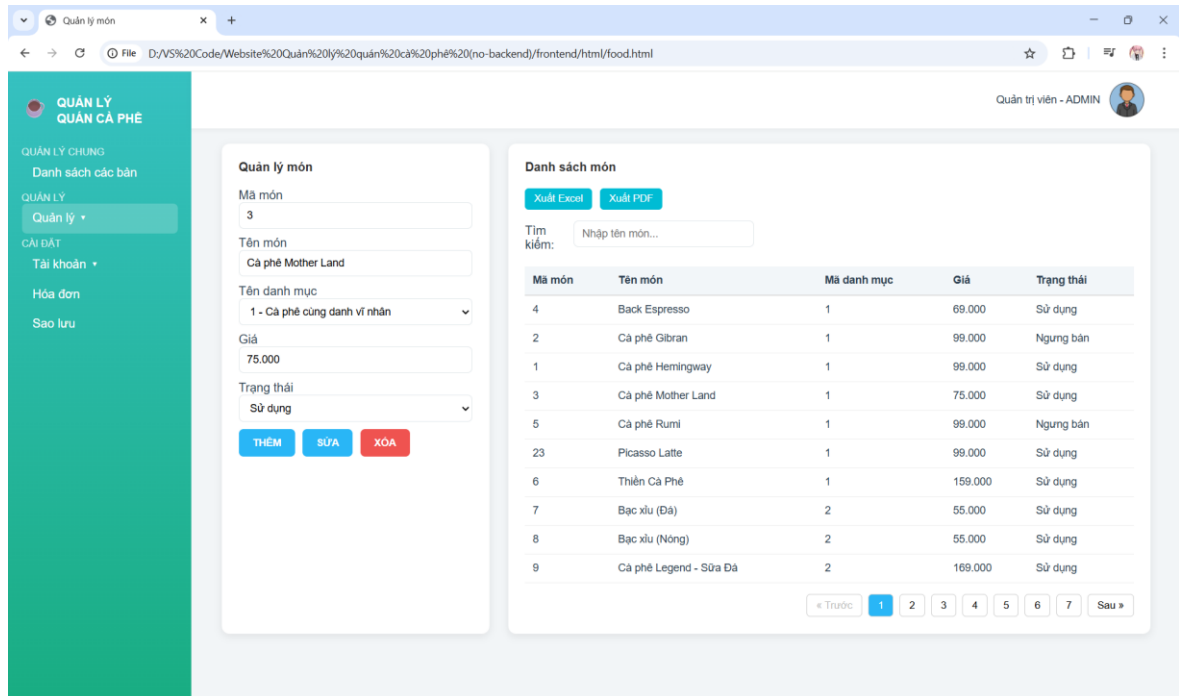 Quản lý món
File
D:/VS%20Code/Website%20Quản%20lý%20quán%20cà%20phê%20(no-backend)/frontend/html/food.html
QUẢN LÝ
QUÁN CÀ PHÊ
Quản trị viên - ADMIN
QUẢN LÝ CHUNG
Danh sách các bàn
QUẢN LÝ
Quản lý
CÀI ĐẶT
Tài khoản
Hóa đơn
Sao lưu
Quản lý món
Mã món
3
Tên món
Cà phê Mother Land
Tên danh mục
1 - Cà phê cùng danh vĩ nhân
Giá
75.000
Trạng thái
Sử dụng
THÊM SỬA XÓA
Danh sách món
Xuất Excel Xuất PDF
Tìm kiếm:
Nhập tên món...
Mã món Tên món Mã danh mục Giá Trạng thái
4 Back Espresso 1 69.000 Sử dụng
2 Cà phê Gibran 1 99.000 Ngưng bán
1 Cà phê Hemingway 1 99.000 Sử dụng
3 Cà phê Mother Land 1 75.000 Sử dụng
5 Cà phê Rumi 1 99.000 Ngưng bán
23 Picasso Latte 1 99.000 Sử dụng
6 Thiền Cà Phê 1 159.000 Sử dụng
7 Bạc xỉu (Đá) 2 55.000 Sử dụng
8 Bạc xỉu (Nóng) 2 55.000 Sử dụng
9 Cà phê Legend - Sữa Đá 2 169.000 Sử dụng
« Trước 1 2 3 4 5 6 7 Sau »